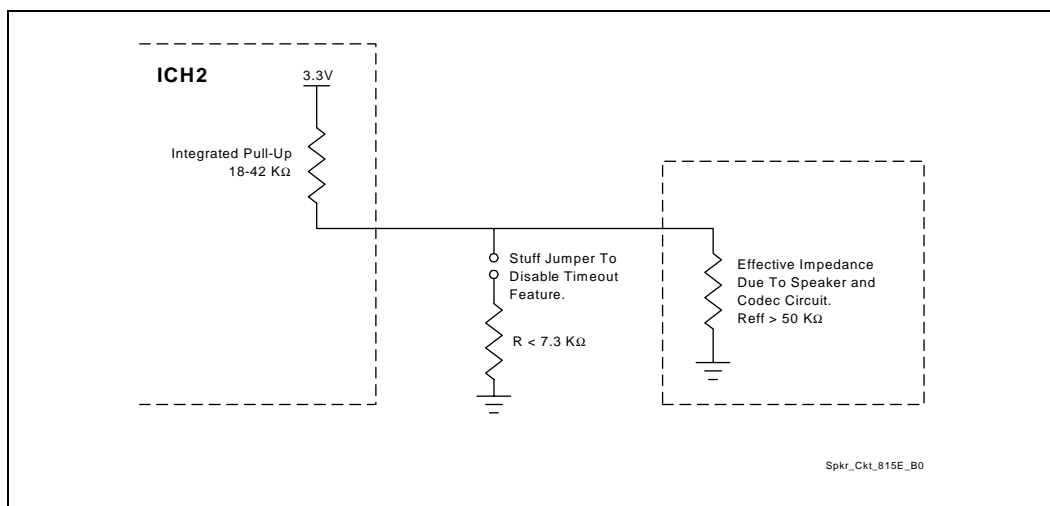 ICH2
3.3V
Integrated Pull-Up
18-42 KΩ
Stuff Jumper To
Disable Timeout
Feature.
R < 7.3 KΩ
Effective Impedance
Due To Speaker and
Codec Circuit.
Reff > 50 KΩ
Spkr_Ckt_815E_B0